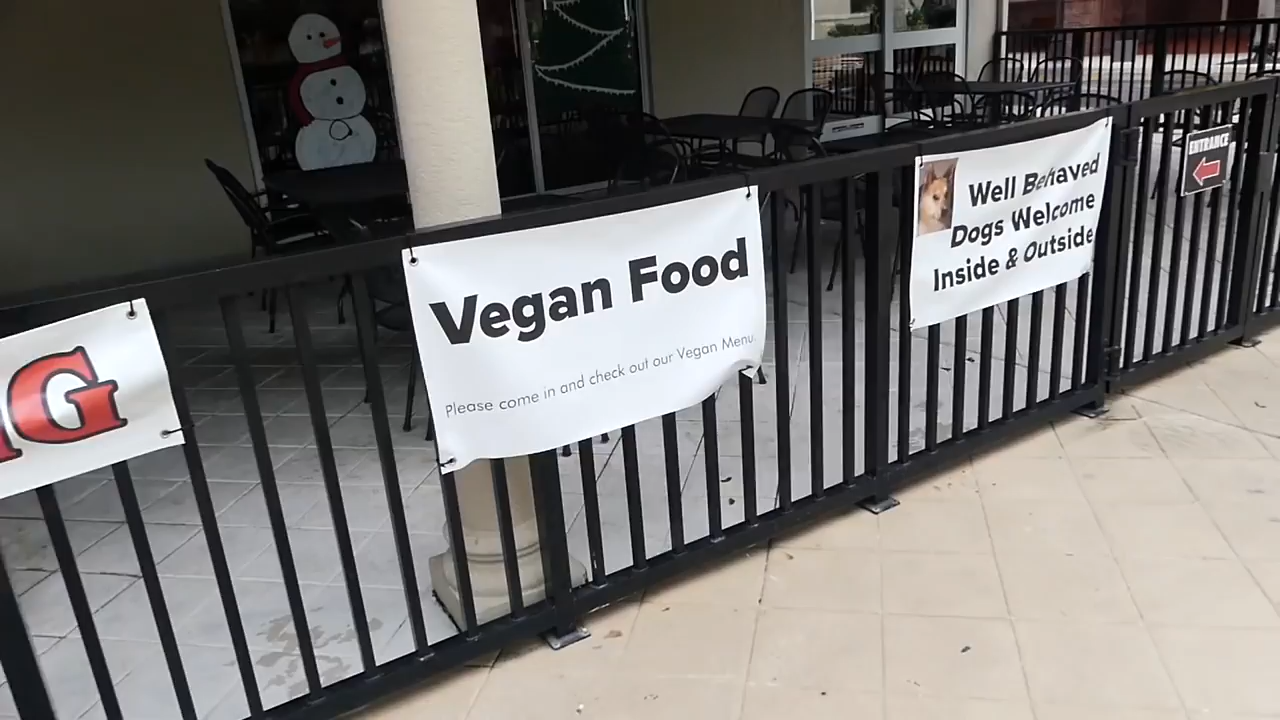 G
Vegan Food
Please come in and check out our Vegan Menu.
Well Behaved
Dogs Welcome
Inside & Outside
ENTRANCE